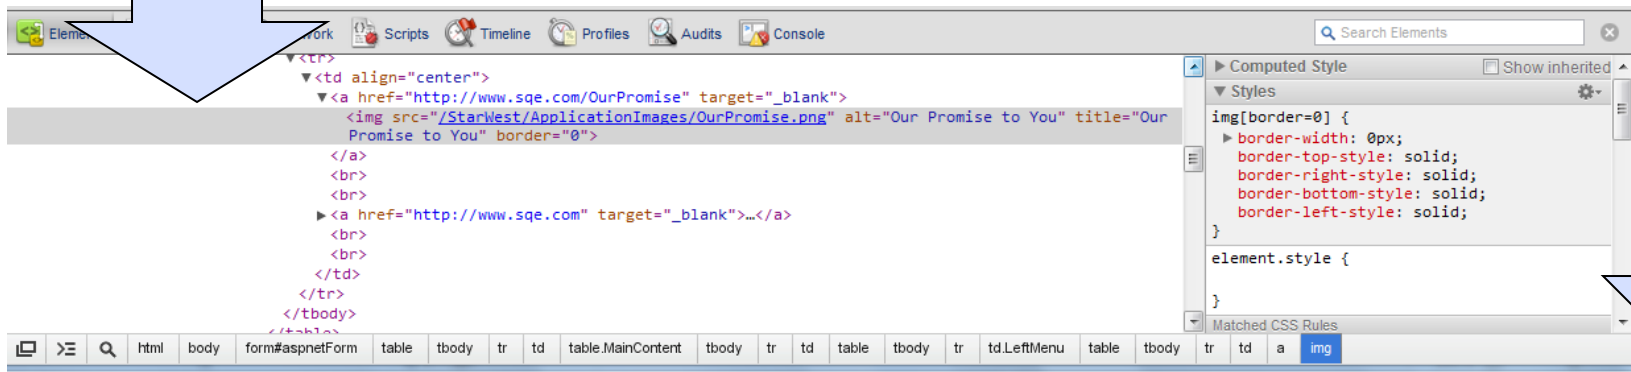 Elem work Scripts Timeline Profiles Audits Console Search Elements
<tr>
▼<td align="center">
▼<a href="http://www.sqe.com/OurPromise" target="_blank">
<img src="/StarWest/ApplicationImages/OurPromise.png" alt="Our Promise to You" title="Our
Promise to You" border="0">
</a>
<br>
<br>
▶<a href="http://www.sqe.com" target="_blank">…</a>
<br>
<br>
</td>
</tr>
</tbody>
</table>
▶ Computed Style Show inherited
▼ Styles
img[border=0] {
▶ border-width: 0px;
border-top-style: solid;
border-right-style: solid;
border-bottom-style: solid;
border-left-style: solid;
}
element.style {
}
Matched CSS Rules
html body form#aspnetForm table tbody tr td table.MainContent tbody tr td table tbody tr td.LeftMenu table tbody tr td a img